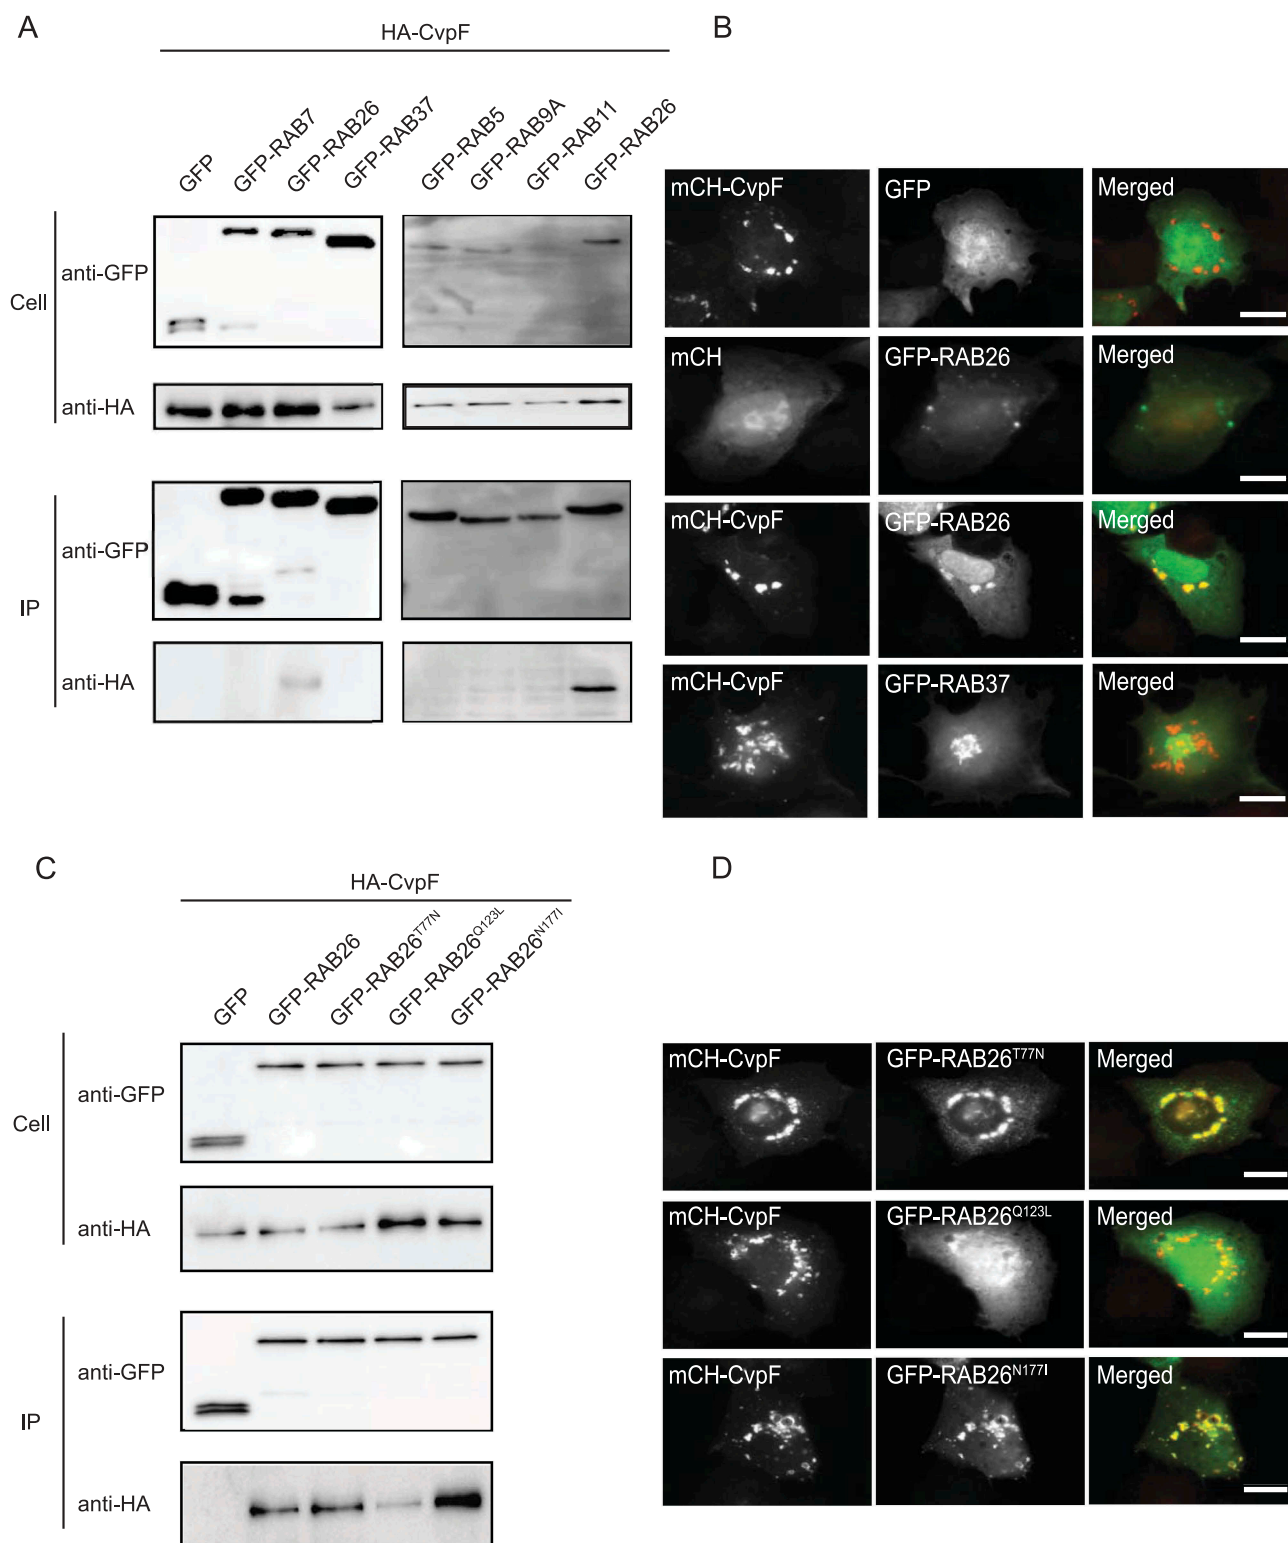 A
HA-CvpF
GFP
GFP-RAB7
GFP-RAB26
GFP-RAB37
GFP-RAB5
GFP-RAB9A
GFP-RAB11
GFP-RAB26
Cell
anti-GFP
anti-HA
IP
anti-GFP
anti-HA
B
mCH-CvpF GFP Merged
mCH GFP-RAB26 Merged
mCH-CvpF GFP-RAB26 Merged
mCH-CvpF GFP-RAB37 Merged
C
HA-CvpF
GFP
GFP-RAB26
GFP-RAB26T77N
GFP-RAB26Q123L
GFP-RAB26N177I
Cell
anti-GFP
anti-HA
IP
anti-GFP
anti-HA
D
mCH-CvpF GFP-RAB26T77N Merged
mCH-CvpF GFP-RAB26Q123L Merged
mCH-CvpF GFP-RAB26N177I Merged